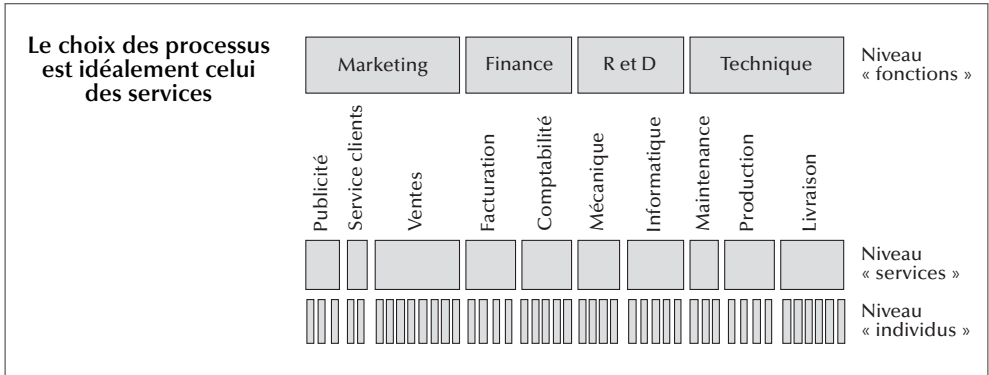 Le choix des processus
est idéalement celui
des services
Marketing
Finance
R et D
Technique
Niveau
« fonctions »
Publicité
Service clients
Ventes
Facturation
Comptabilité
Mécanique
Informatique
Maintenance
Production
Livraison
Niveau
« services »
Niveau
« individus »